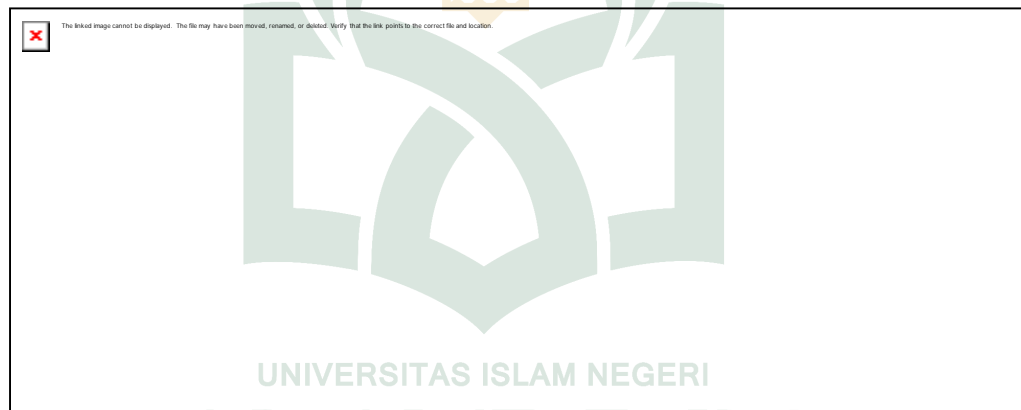 The linked image cannot be displayed. The file may have been moved, renamed, or deleted. Verify that the link points to the correct file and location.
UNIVERSITAS ISLAM NEGERI